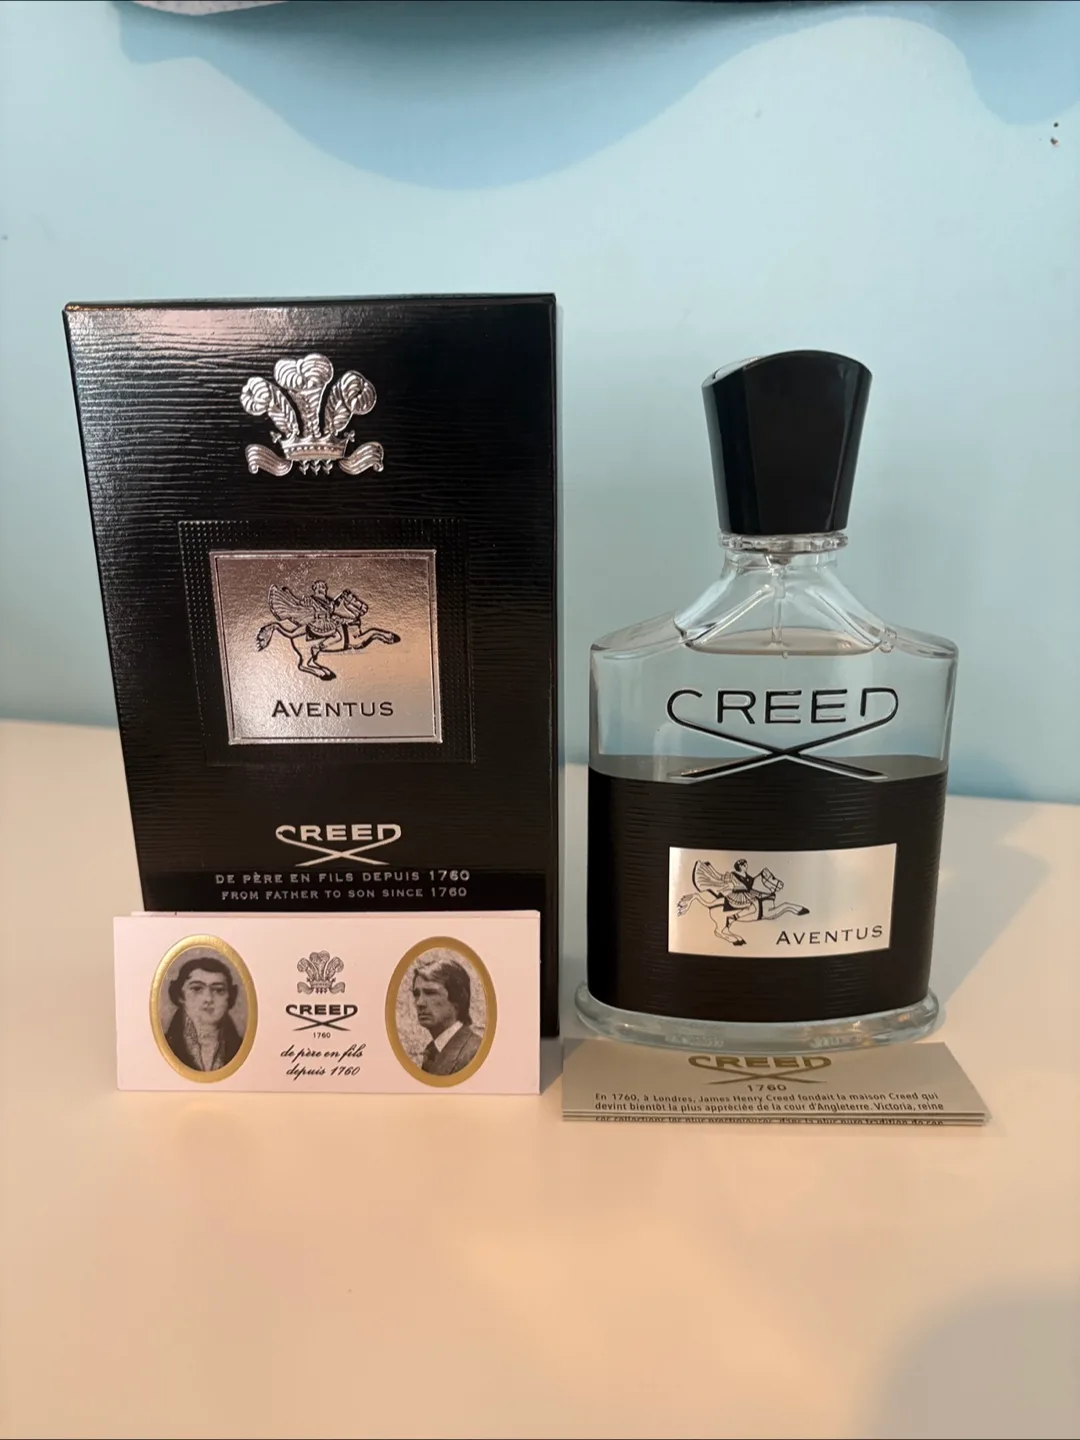 AVENTUS
CREED
DE PÈRE EN FILS DEPUIS 1760
FROM FATHER TO SON SINCE 1760
CREED
1760
de père en fils
depuis 1760
CREED
AVENTUS
CREED
1760
En 1760, à Londres, James Henry Creed fondait la maison Creed qui
devint bientôt la plus appréciée de la cour d'Angleterre. Victoria, reine